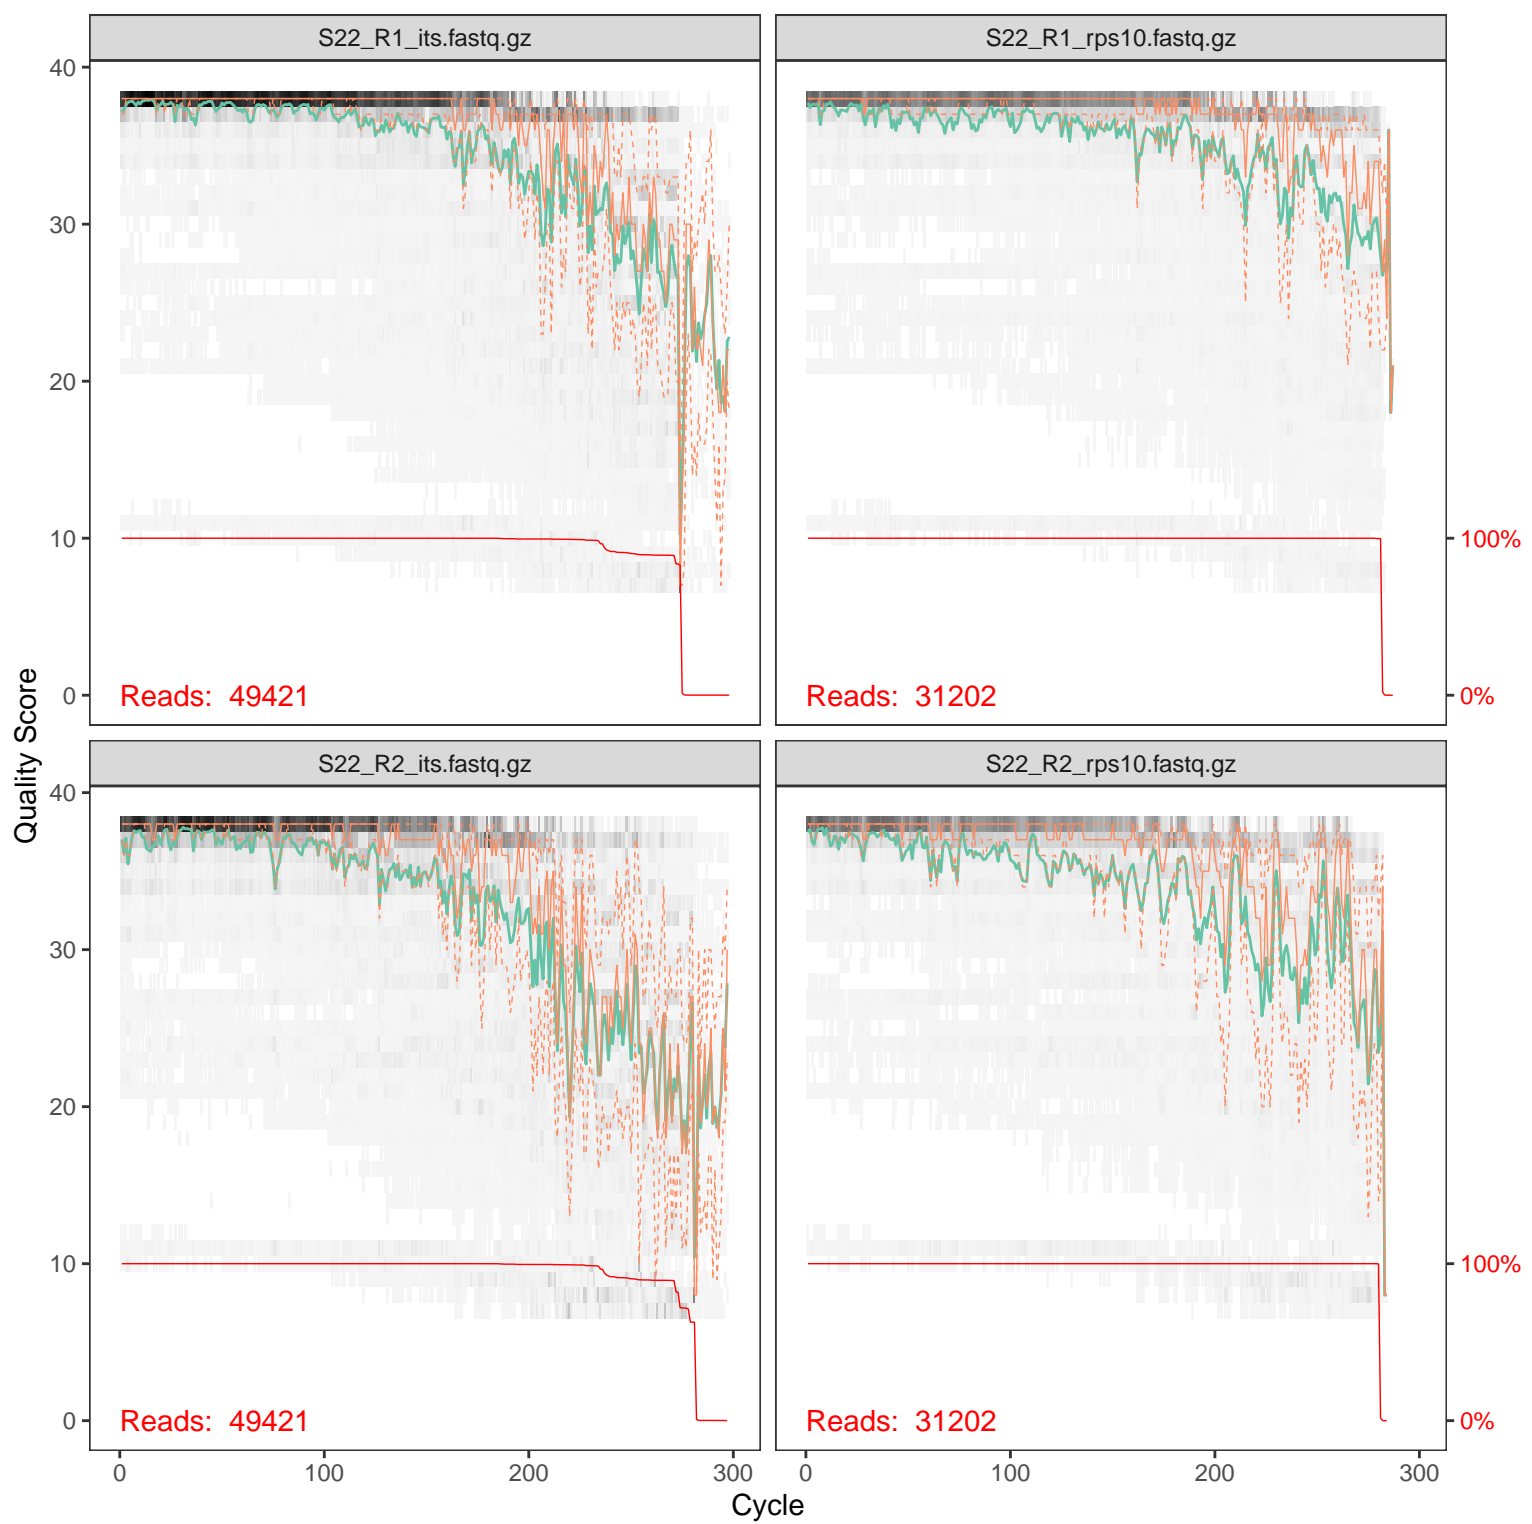 S22_R1_its.fastq.gz
S22_R1_rps10.fastq.gz
40
30
20
10
0
Reads: 49421
Reads: 31202
100%
0%
Quality Score
S22_R2_its.fastq.gz
S22_R2_rps10.fastq.gz
40
30
20
10
0
Reads: 49421
Reads: 31202
100%
0%
0 100 200 300
0 100 200 300
Cycle